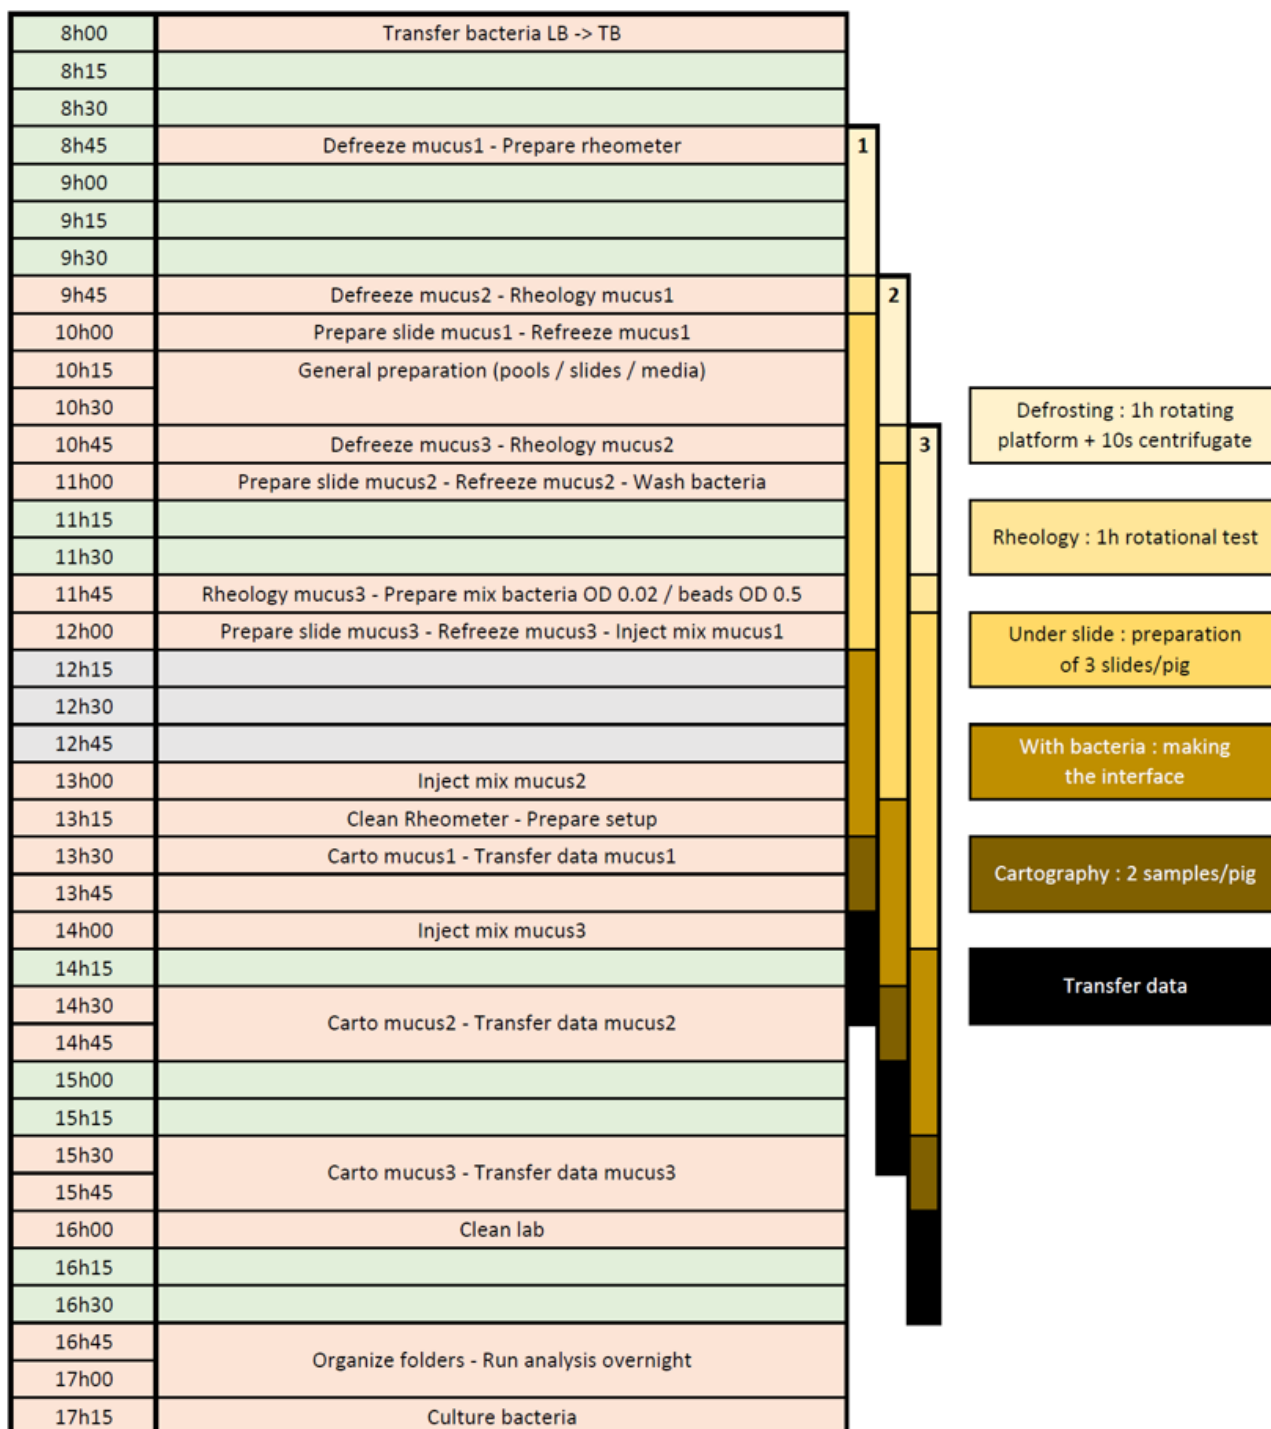 8h00 Transfer bacteria LB -> TB
8h15
8h30
8h45 Defreeze mucus1 - Prepare rheometer 1
9h00
9h15
9h30
9h45 Defreeze mucus2 - Rheology mucus1 2
10h00 Prepare slide mucus1 - Refreeze mucus1
10h15 General preparation (pools / slides / media)
10h30
10h45 Defreeze mucus3 - Rheology mucus2 3
11h00 Prepare slide mucus2 - Refreeze mucus2 - Wash bacteria
11h15
11h30
11h45 Rheology mucus3 - Prepare mix bacteria OD 0.02 / beads OD 0.5
12h00 Prepare slide mucus3 - Refreeze mucus3 - Inject mix mucus1
12h15
12h30
12h45
13h00 Inject mix mucus2
13h15 Clean Rheometer - Prepare setup
13h30 Carto mucus1 - Transfer data mucus1
13h45
14h00 Inject mix mucus3
14h15
14h30
Carto mucus2 - Transfer data mucus2
14h45
15h00
15h15
15h30
Carto mucus3 - Transfer data mucus3
15h45
16h00 Clean lab
16h15
16h30
16h45
Organize folders - Run analysis overnight
17h00
17h15 Culture bacteria
Defrosting : 1h rotating
platform + 10s centrifugate
Rheology : 1h rotational test
Under slide : preparation
of 3 slides/pig
With bacteria : making
the interface
Cartography : 2 samples/pig
Transfer data